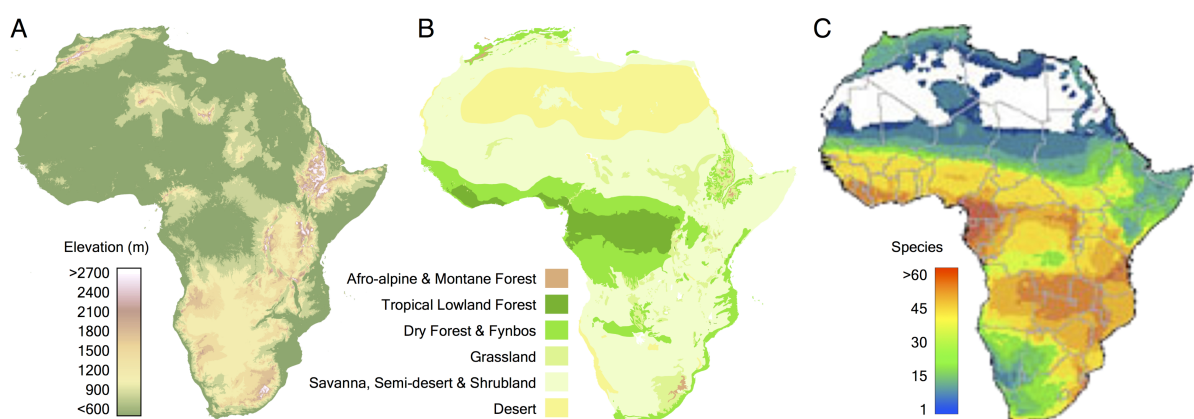 A
Elevation (m)
>2700
2400
2100
1800
1500
1200
900
<600
B
Afro-alpine & Montane Forest
Tropical Lowland Forest
Dry Forest & Fynbos
Grassland
Savanna, Semi-desert & Shrubland
Desert
C
Species
>60
45
30
15
1